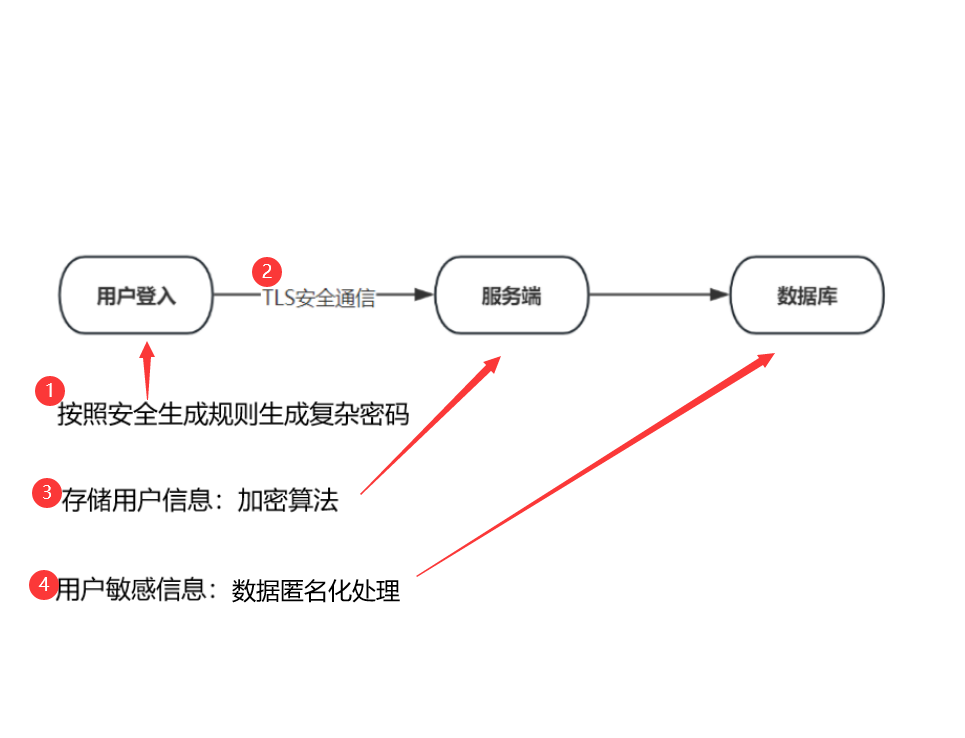 2
用户登入
TLS安全通信
服务端
数据库
1
按照安全生成规则生成复杂密码
3
存储用户信息：加密算法
4
用户敏感信息：数据匿名化处理